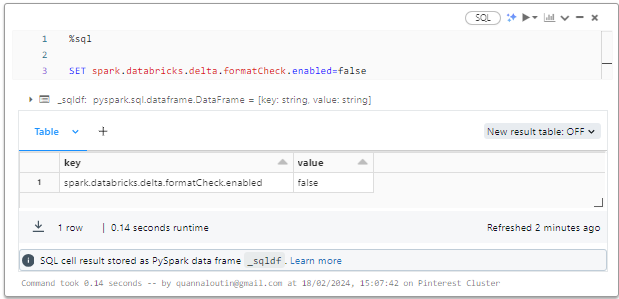 SQL
1 %sql
2
3 SET spark.databricks.delta.formatCheck.enabled=false
_sqldf: pyspark.sql.dataframe.DataFrame = [key: string, value: string]
Table + New result table: OFF
key value
1 spark.databricks.delta.formatCheck.enabled false
1 row | 0.14 seconds runtime Refreshed 2 minutes ago
SQL cell result stored as PySpark data frame _sqldf. Learn more
Command took 0.14 seconds -- by quannaloutin@gmail.com at 18/02/2024, 15:07:42 on Pinterest Cluster